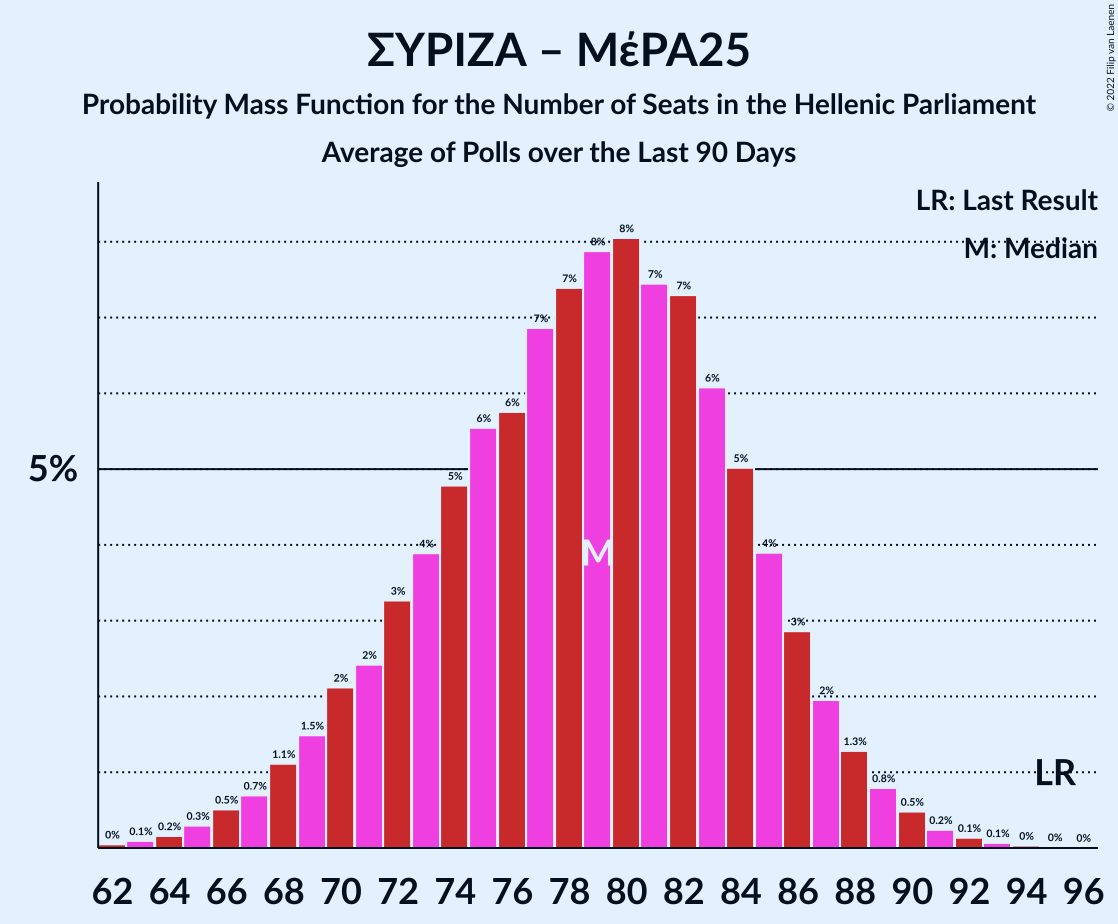 ΣΥΡΙΖΑ – ΜέΡΑ25
Probability Mass Function for the Number of Seats in the Hellenic Parliament
Average of Polls over the Last 90 Days
© 2022 Filip van Laenen
LR: Last Result
M: Median
5%
0% 0.1% 0.2% 0.3% 0.5% 0.7% 1.1% 1.5% 2% 2% 3% 4% 5% 6% 6% 7% 7% 8% 8% 7% 7% 6% 5% 4% 3% 2% 1.3% 0.8% 0.5% 0.2% 0.1% 0.1% 0% 0% 0%
M
LR
62 64 66 68 70 72 74 76 78 80 82 84 86 88 90 92 94 96